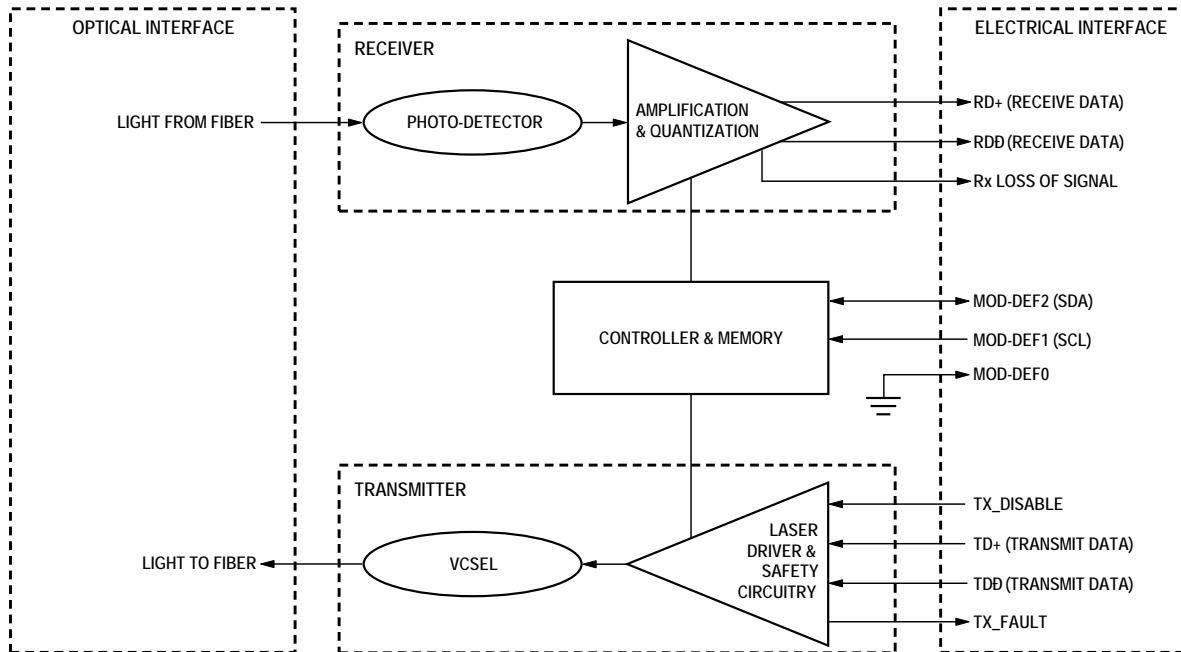 OPTICAL INTERFACE
RECEIVER
ELECTRICAL INTERFACE
LIGHT FROM FIBER
PHOTO-DETECTOR
AMPLIFICATION
& QUANTIZATION
RD+ (RECEIVE DATA)
RDĐ (RECEIVE DATA)
Rx LOSS OF SIGNAL
CONTROLLER & MEMORY
MOD-DEF2 (SDA)
MOD-DEF1 (SCL)
MOD-DEF0
TRANSMITTER
LIGHT TO FIBER
VCSEL
LASER
DRIVER &
SAFETY
CIRCUITRY
TX_DISABLE
TD+ (TRANSMIT DATA)
TDĐ (TRANSMIT DATA)
TX_FAULT